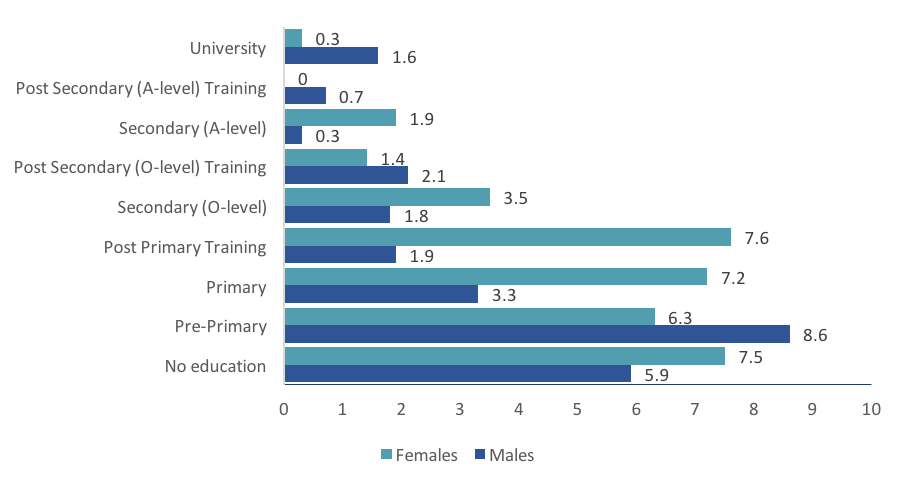 University
0.3
1.6
Post Secondary (A-level) Training
0
0.7
Secondary (A-level)
1.9
0.3
Post Secondary (O-level) Training
1.4
2.1
Secondary (O-level)
3.5
1.8
Post Primary Training
7.6
1.9
Primary
7.2
3.3
Pre-Primary
6.3
8.6
No education
7.5
5.9
0 1 2 3 4 5 6 7 8 9 10
Females Males